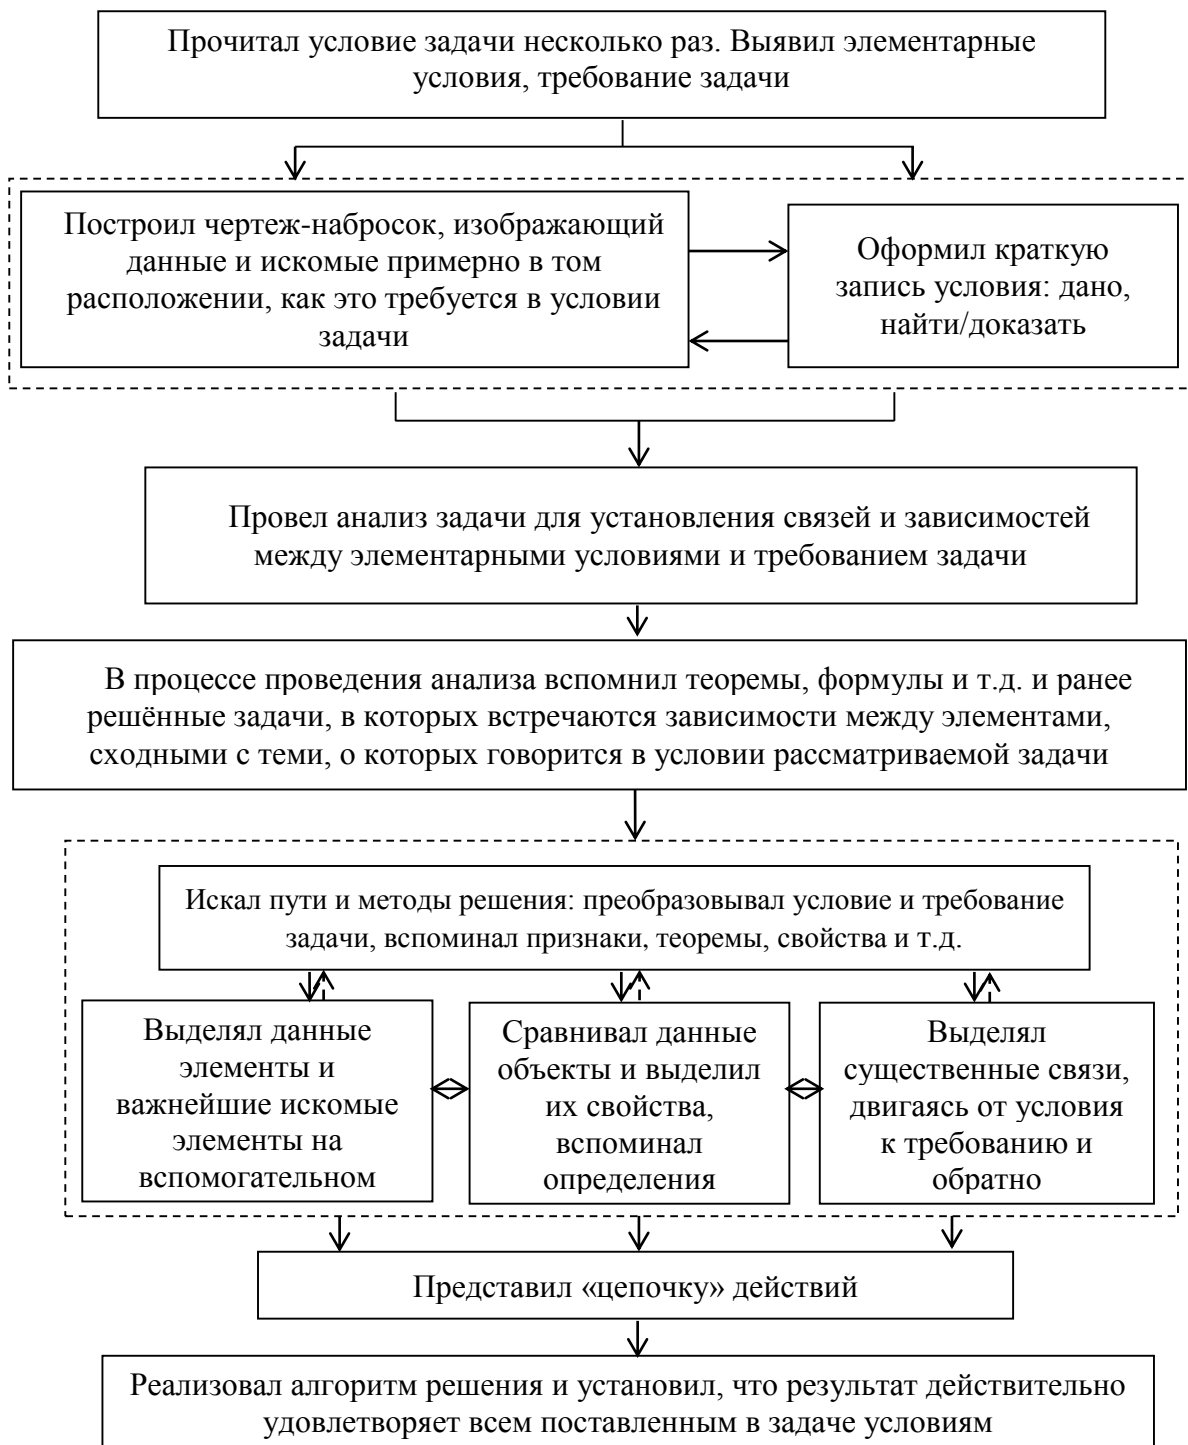 Прочитал условие задачи несколько раз. Выявил элементарные
условия, требование задачи
Построил чертеж-набросок, изображающий
данные и искомые примерно в том
расположении, как это требуется в условии
задачи
Оформил краткую
запись условия: дано,
найти/доказать
Провел анализ задачи для установления связей и зависимостей
между элементарными условиями и требованием задачи
В процессе проведения анализа вспомнил теоремы, формулы и т.д. и ранее
решённые задачи, в которых встречаются зависимости между элементами,
сходными с теми, о которых говорится в условии рассматриваемой задачи
Искал пути и методы решения: преобразовывал условие и требование
задачи, вспоминал признаки, теоремы, свойства и т.д.
Выделял данные
элементы и
важнейшие искомые
элементы на
вспомогательном
Сравнивал данные
объекты и выделил
их свойства,
вспоминал
определения
Выделял
существенные связи,
двигаясь от условия
к требованию и
обратно
Представил «цепочку» действий
Реализовал алгоритм решения и установил, что результат действительно
удовлетворяет всем поставленным в задаче условиям